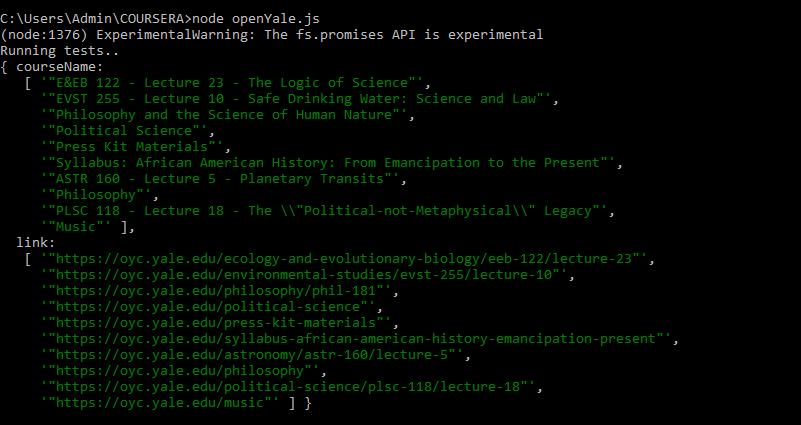 C:\Users\Admin\COURSERA>node openYale.js
(node:1376) ExperimentalWarning: The fs.promises API is experimental
Running tests..
{ courseName:
   [ '"E&EB 122 - Lecture 23 - The Logic of Science"',
     '"EVST 255 - Lecture 10 - Safe Drinking Water: Science and Law"',
     '"Philosophy and the Science of Human Nature"',
     '"Political Science"',
     '"Press Kit Materials"',
     '"Syllabus: African American History: From Emancipation to the Present"',
     '"ASTR 160 - Lecture 5 - Planetary Transits"',
     '"Philosophy"',
     '"PLSC 118 - Lecture 18 - The \\"Political-not-Metaphysical\\" Legacy"',
     '"Music"' ],
  link:
   [ '"https://oyc.yale.edu/ecology-and-evolutionary-biology/eeb-122/lecture-23"',
     '"https://oyc.yale.edu/environmental-studies/evst-255/lecture-10"',
     '"https://oyc.yale.edu/philosophy/phil-181"',
     '"https://oyc.yale.edu/political-science"',
     '"https://oyc.yale.edu/press-kit-materials"',
     '"https://oyc.yale.edu/syllabus-african-american-history-emancipation-present"',
     '"https://oyc.yale.edu/astronomy/astr-160/lecture-5"',
     '"https://oyc.yale.edu/philosophy"',
     '"https://oyc.yale.edu/political-science/plsc-118/lecture-18"',
     '"https://oyc.yale.edu/music"' ] }